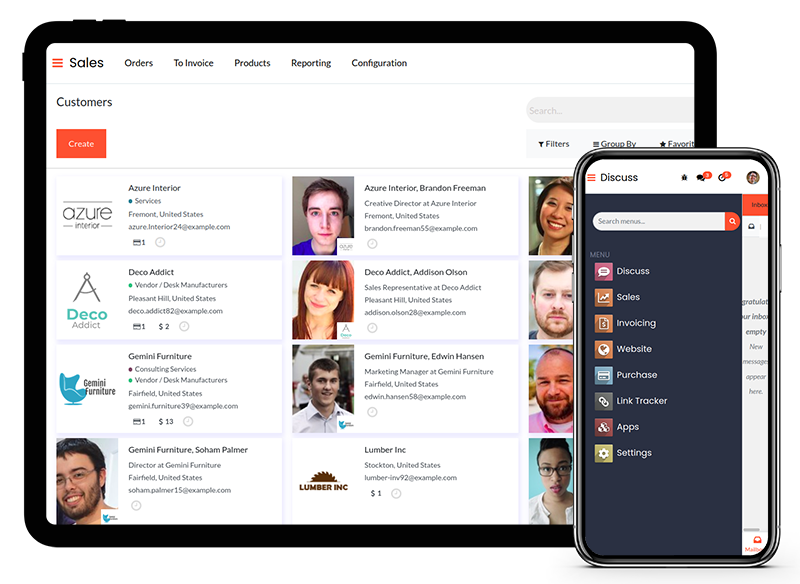 Sales
Orders
To Invoice
Products
Reporting
Configuration
Customers
Search...
Create
Filters
Group By
Favorit
azure
interior
Azure Interior
Services
Fremont, United States
azure.Interior24@example.com
1
Azure Interior, Brandon Freeman
Creative Director at Azure Interior
Fremont, United States
brandon.freeman55@example.com
azure
Deco
Addict
Deco Addict
Vendor / Desk Manufacturers
Pleasant Hill, United States
deco.addict82@example.com
1 $ 2
Deco Addict, Addison Olson
Sales Representative at Deco Addict
Pleasant Hill, United States
addison.olson28@example.com
Gemini
Furniture
Gemini Furniture
Consulting Services
Vendor / Desk Manufacturers
Fairfield, United States
gemini.furniture39@example.com
1 $ 13
Gemini Furniture, Edwin Hansen
Marketing Manager at Gemini Furniture
Fairfield, United States
edwin.hansen58@example.com
Gemini Furniture, Soham Palmer
Director at Gemini Furniture
Fairfield, United States
soham.palmer15@example.com
LUMBER INC
Lumber Inc
Stockton, United States
lumber-inv92@example.com
$ 1
Discuss
Search menus...
Inbox
MENU
Discuss
Sales
Invoicing
Website
Purchase
Link Tracker
Apps
Settings
gratulat
our inbox
empty
New
messages
appear
here.